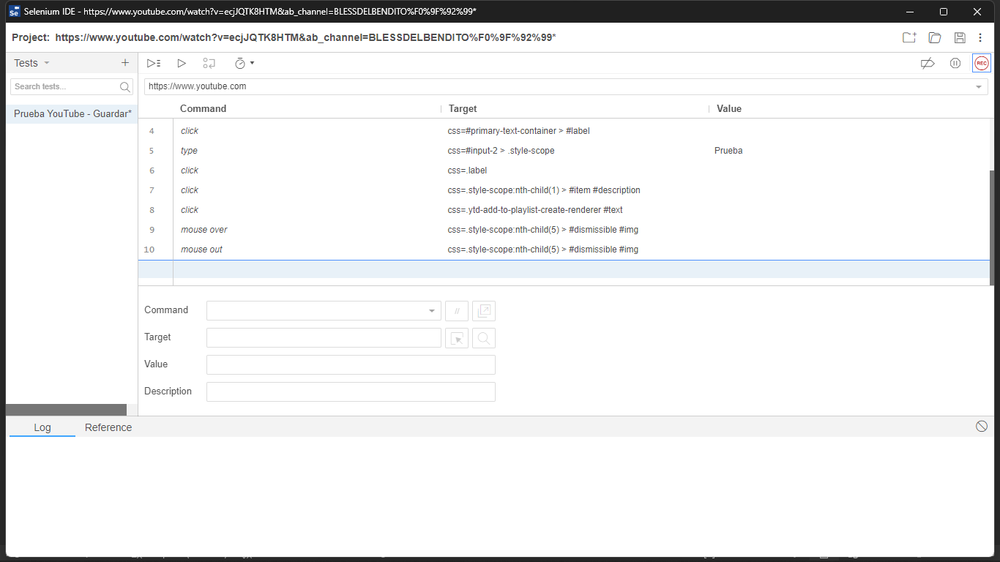 Selenium IDE - https://www.youtube.com/watch?v=ecjJQTK8HTM&ab_channel=BLESSDELBENDITO%F0%9F%92%99*
Project: https://www.youtube.com/watch?v=ecjJQTK8HTM&ab_channel=BLESSDELBENDITO%F0%9F%92%99*
Tests
REC
Search tests...
https://www.youtube.com
Command Target Value
Prueba YouTube - Guardar*
4 click css=#primary-text-container > #label
5 type css=#input-2 > .style-scope Prueba
6 click css=.label
7 click css=.style-scope:nth-child(1) > #item #description
8 click css=.ytd-add-to-playlist-create-renderer #text
9 mouse over css=.style-scope:nth-child(5) > #dismissible #img
10 mouse out css=.style-scope:nth-child(5) > #dismissible #img
Command //
Target
Value
Description
Log Reference